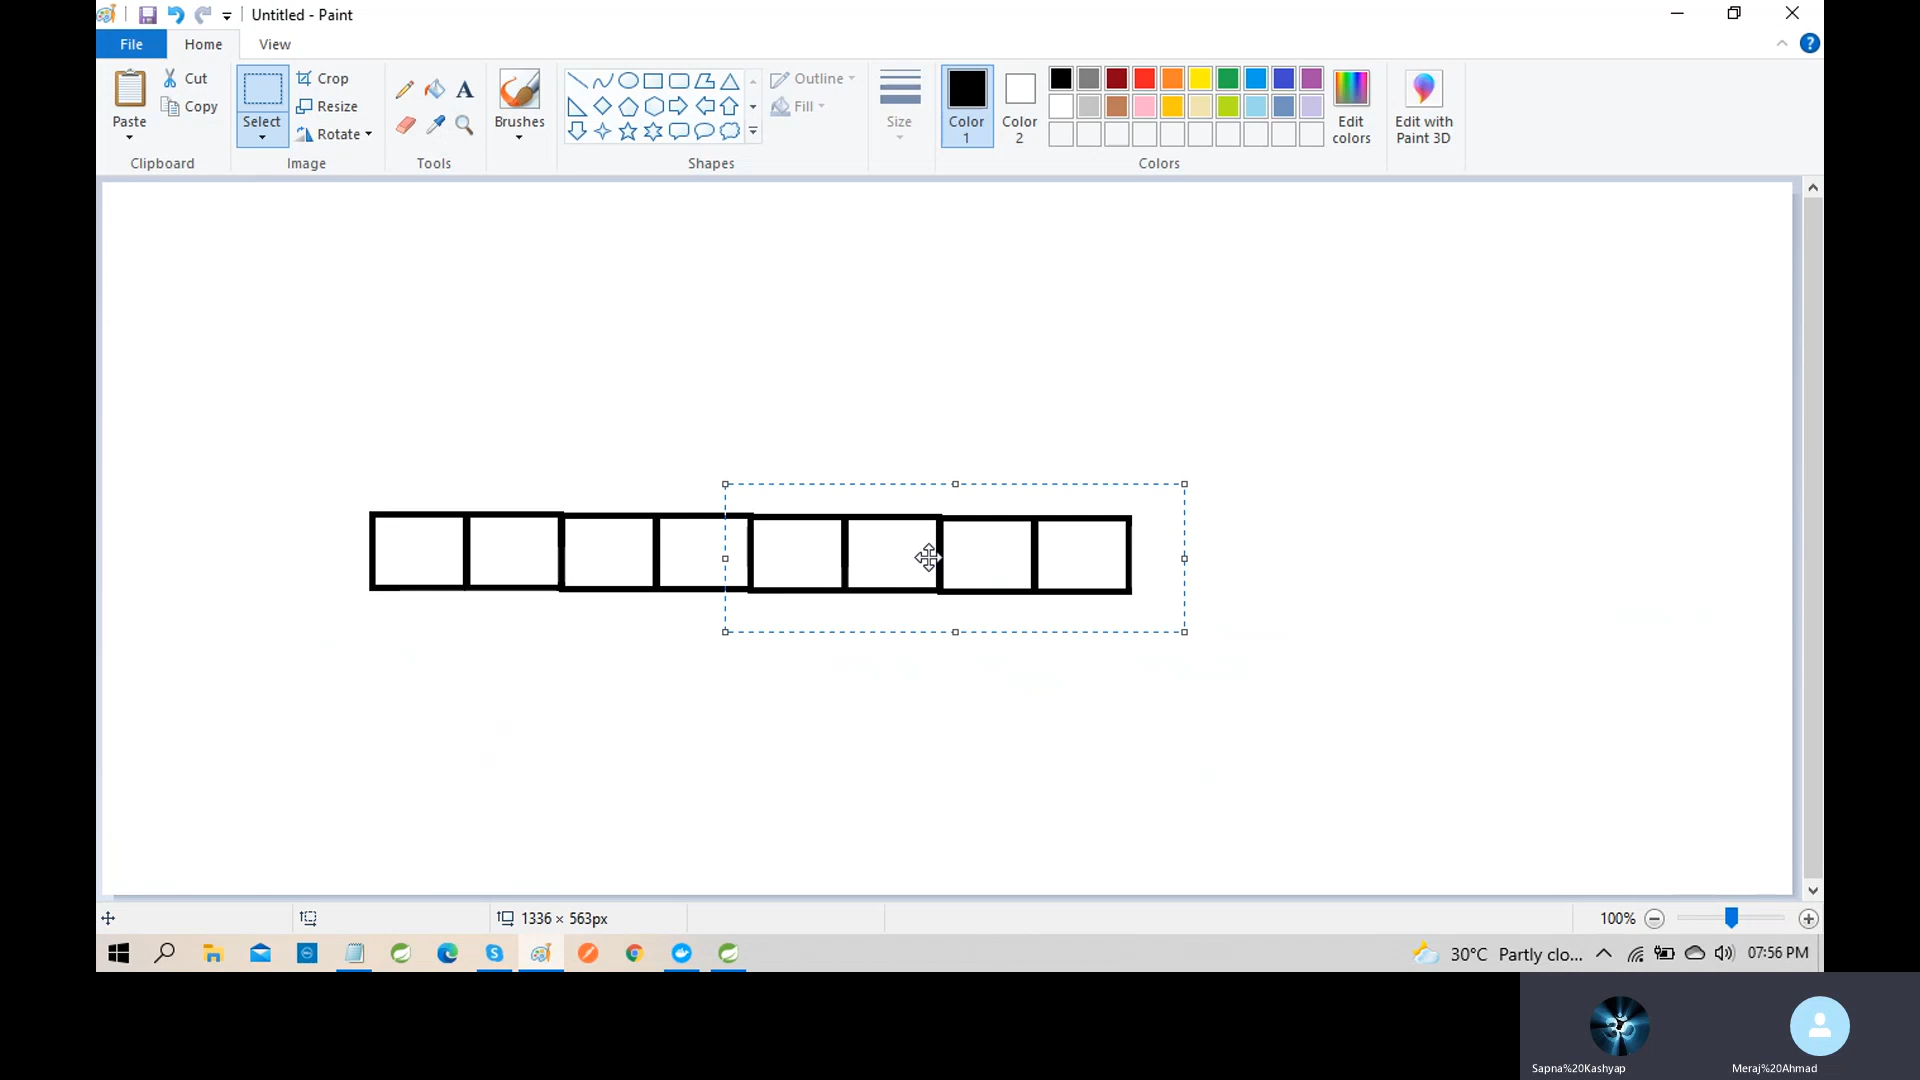 Untitled - Paint
File Home View
Cut
Copy
Paste
Clipboard
Select
Crop
Resize
Rotate
Image
Tools
Brushes
Shapes
Outline
Fill
Size
Color 1
Color 2
Edit colors
Colors
Edit with Paint 3D
1336 × 563px
100%
30°C Partly clo...
07:56 PM
Sapna%20Kashyap
Meraj%20Ahmad